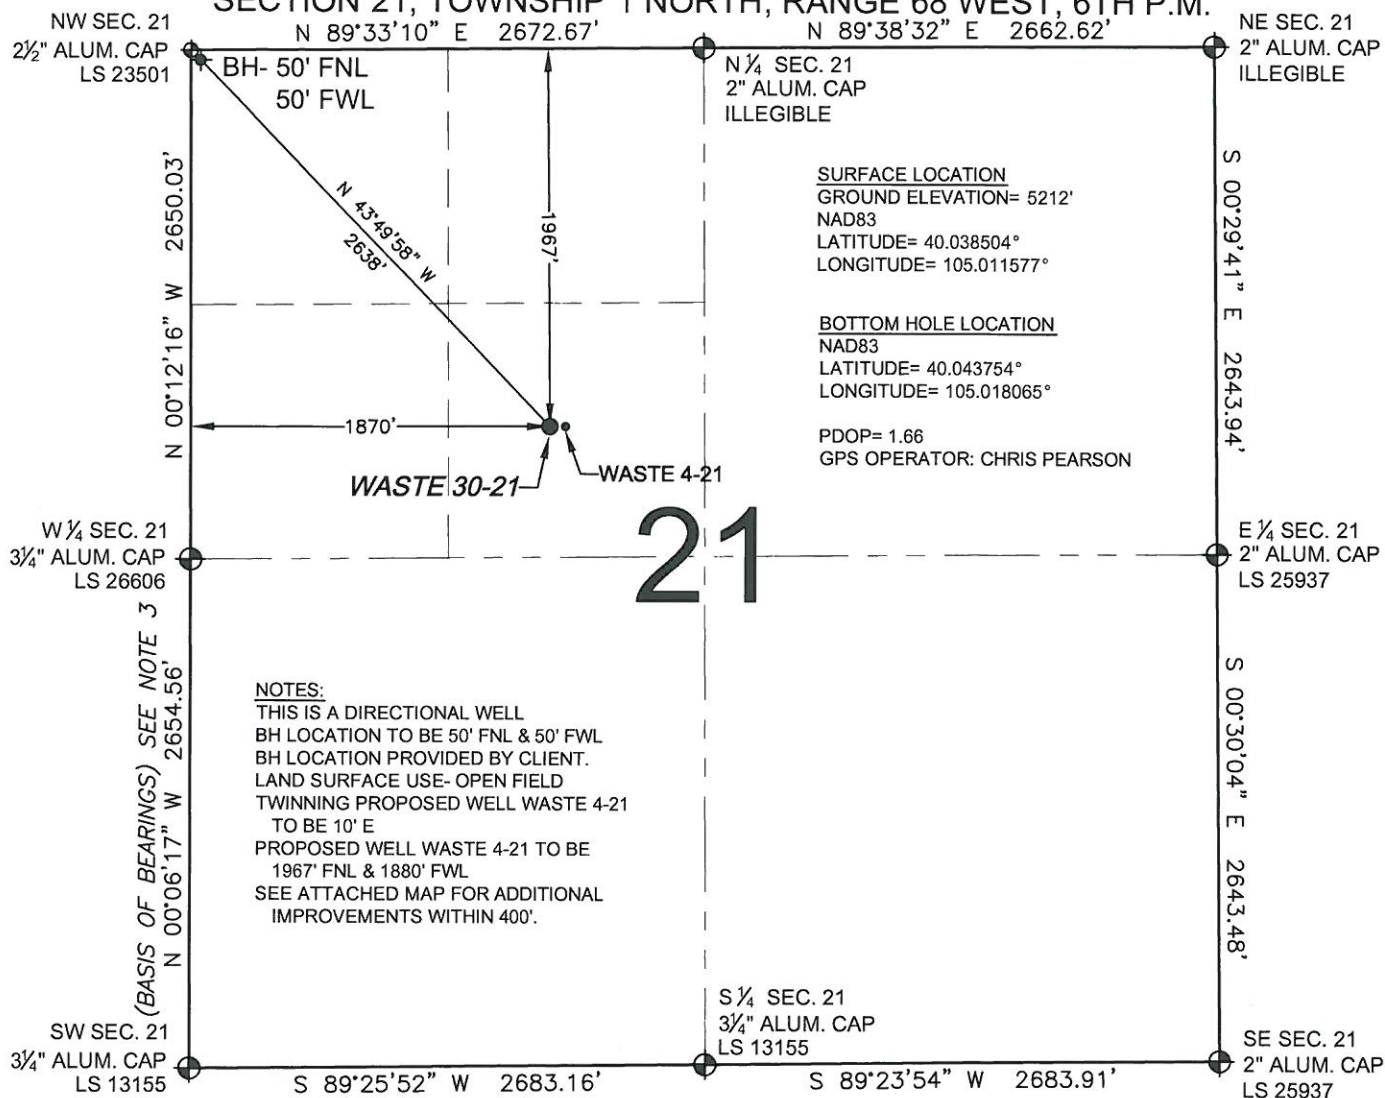 SECTION 21, TOWNSHIP 1 NORTH, RANGE 68 WEST, 6TH P.M.
NW SEC. 21
2½" ALUM. CAP
LS 23501
N 89°33'10" E 2672.67'
N 89°38'32" E 2662.62'
NE SEC. 21
2" ALUM. CAP
ILLEGIBLE
BH- 50' FNL
50' FWL
N ¼ SEC. 21
2" ALUM. CAP
ILLEGIBLE
N 00°12'16" W 2650.03'
N 43°49'58" W
2638'
1967'
SURFACE LOCATION
GROUND ELEVATION= 5212'
NAD83
LATITUDE= 40.038504°
LONGITUDE= 105.011577°
BOTTOM HOLE LOCATION
NAD83
LATITUDE= 40.043754°
LONGITUDE= 105.018065°
PDOP= 1.66
GPS OPERATOR: CHRIS PEARSON
S 00°29'41" E 2643.94'
1870'
WASTE 30-21
WASTE 4-21
21
W ¼ SEC. 21
3¼" ALUM. CAP
LS 26606
E ¼ SEC. 21
2" ALUM. CAP
LS 25937
(BASIS OF BEARINGS) SEE NOTE 3
N 00°06'17" W 2654.56'
NOTES:
THIS IS A DIRECTIONAL WELL
BH LOCATION TO BE 50' FNL & 50' FWL
BH LOCATION PROVIDED BY CLIENT.
LAND SURFACE USE- OPEN FIELD
TWINNING PROPOSED WELL WASTE 4-21
TO BE 10' E
PROPOSED WELL WASTE 4-21 TO BE
1967' FNL & 1880' FWL
SEE ATTACHED MAP FOR ADDITIONAL
IMPROVEMENTS WITHIN 400'.
S 00°30'04" E 2643.48'
SW SEC. 21
3¼" ALUM. CAP
LS 13155
S 89°25'52" W 2683.16'
S ¼ SEC. 21
3¼" ALUM. CAP
LS 13155
S 89°23'54" W 2683.91'
SE SEC. 21
2" ALUM. CAP
LS 25937